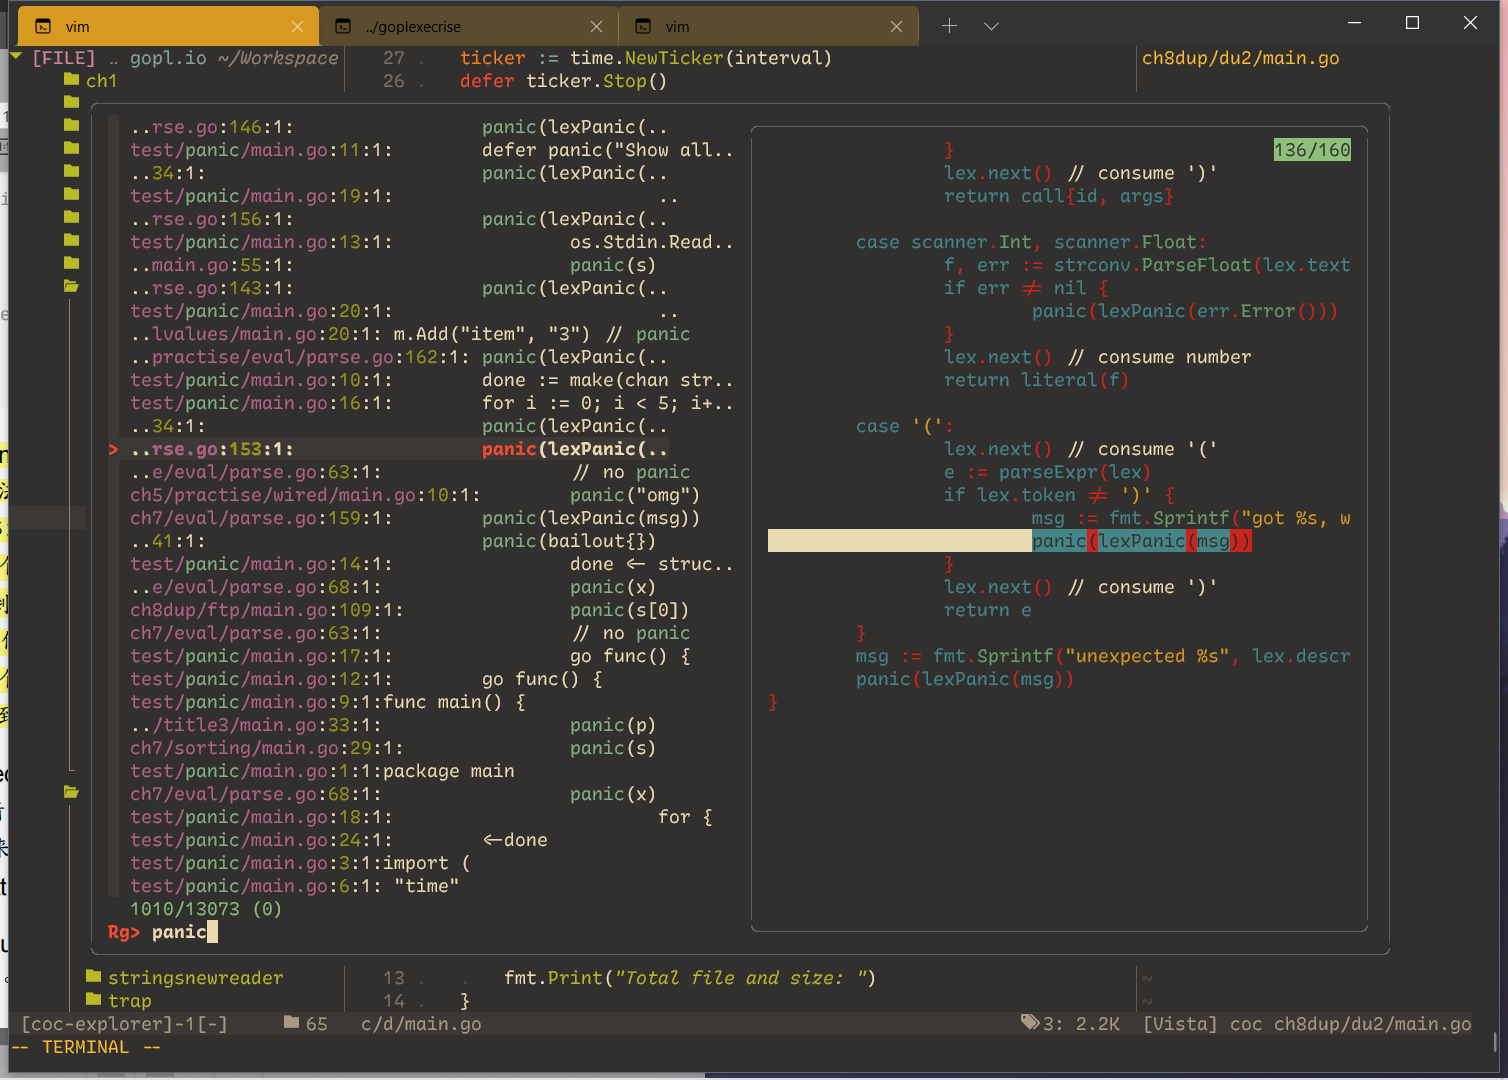 vim
../goplexecrise
vim
[FILE] .. gopl.io ~/Workspace
ch1
27 . ticker := time.NewTicker(interval)
26 . defer ticker.Stop()
ch8dup/du2/main.go
..rse.go:146:1: panic(lexPanic(..
test/panic/main.go:11:1: defer panic("Show all..
..34:1: panic(lexPanic(..
test/panic/main.go:19:1: ..
..rse.go:156:1: panic(lexPanic(..
test/panic/main.go:13:1: os.Stdin.Read..
..main.go:55:1: panic(s)
..rse.go:143:1: panic(lexPanic(..
test/panic/main.go:20:1: ..
..lvalues/main.go:20:1: m.Add("item", "3") // panic
..practise/eval/parse.go:162:1: panic(lexPanic(..
test/panic/main.go:10:1: done := make(chan str..
test/panic/main.go:16:1: for i := 0; i < 5; i+..
..34:1: panic(lexPanic(..
> ..rse.go:153:1: panic(lexPanic(..
..e/eval/parse.go:63:1: // no panic
ch5/practise/wired/main.go:10:1: panic("omg")
ch7/eval/parse.go:159:1: panic(lexPanic(msg))
..41:1: panic(bailout{})
test/panic/main.go:14:1: done <- struc..
..e/eval/parse.go:68:1: panic(x)
ch8dup/ftp/main.go:109:1: panic(s[0])
ch7/eval/parse.go:63:1: // no panic
test/panic/main.go:17:1: go func() {
test/panic/main.go:12:1: go func() {
test/panic/main.go:9:1:func main() {
../title3/main.go:33:1: panic(p)
ch7/sorting/main.go:29:1: panic(s)
test/panic/main.go:1:1:package main
ch7/eval/parse.go:68:1: panic(x)
test/panic/main.go:18:1: for {
test/panic/main.go:24:1: <-done
test/panic/main.go:3:1:import (
test/panic/main.go:6:1: "time"
1010/13073 (0)
Rg> panic
136/160
}
lex.next() // consume ')'
return call{id, args}
case scanner.Int, scanner.Float:
f, err := strconv.ParseFloat(lex.text
if err != nil {
panic(lexPanic(err.Error()))
}
lex.next() // consume number
return literal(f)
case '(':
lex.next() // consume '('
e := parseExpr(lex)
if lex.token != ')' {
msg := fmt.Sprintf("got %s, w
panic(lexPanic(msg))
}
lex.next() // consume ')'
return e
}
msg := fmt.Sprintf("unexpected %s", lex.descr
panic(lexPanic(msg))
}
stringsnewreader
trap
13 . . fmt.Print("Total file and size: ")
14 . }
~
~
[coc-explorer]-1[-] 65 c/d/main.go 3: 2.2K [Vista] coc ch8dup/du2/main.go
-- TERMINAL --